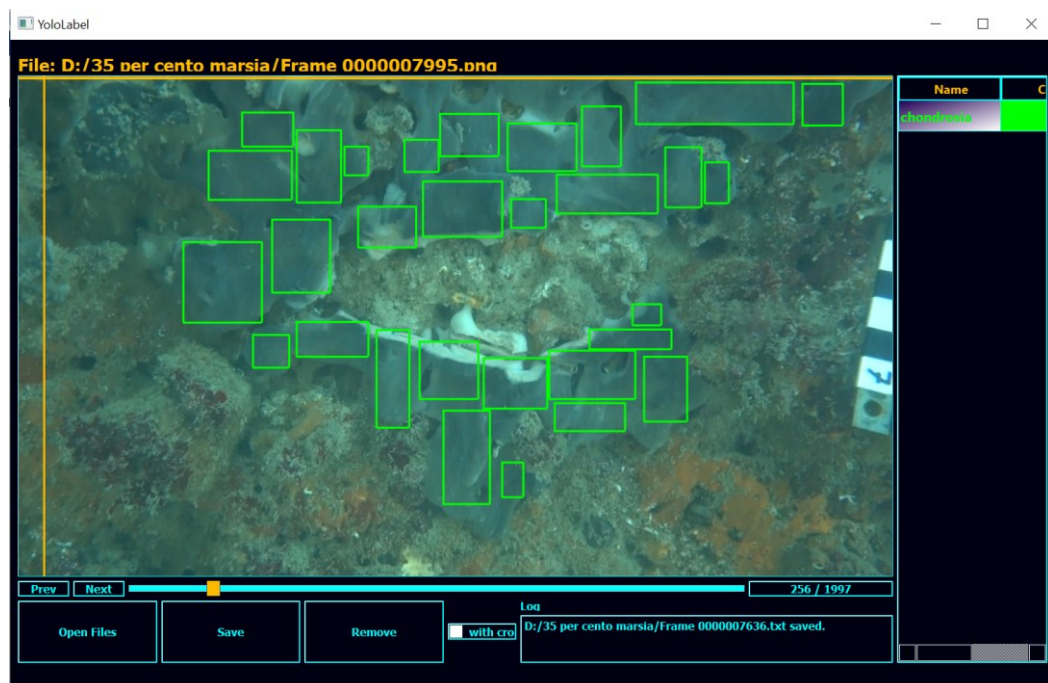 YoloLabel
File: D:/35 per cento marsia/Frame 0000007995.png
Name C
chondrosia
Prev Next 256 / 1997
Open Files Save Remove with cro
Log
D:/35 per cento marsia/Frame 0000007636.txt saved.